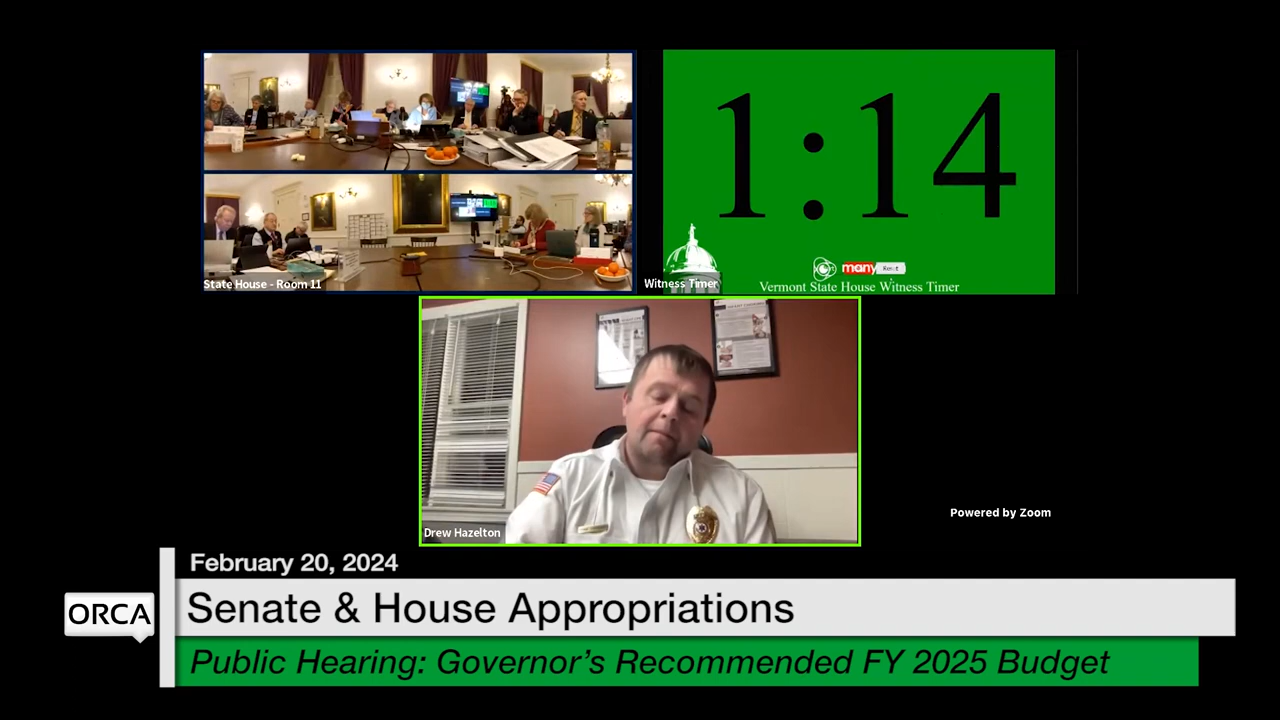 1:14
many
Vermont State House Witness Timer
State House - Room 11
Witness Timer
Drew Hazelton
Powered by Zoom
February 20, 2024
ORCA
Senate & House Appropriations
Public Hearing: Governor's Recommended FY 2025 Budget